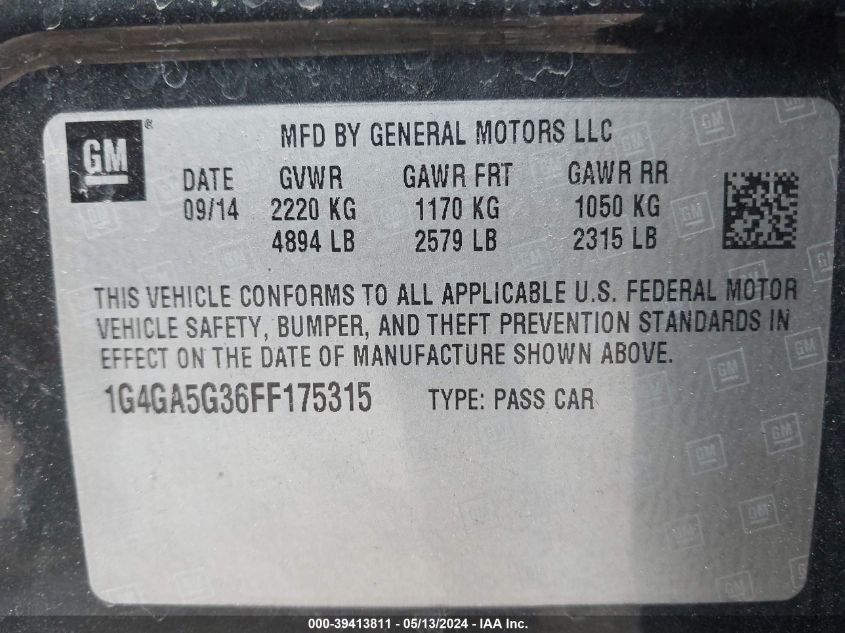 GM ®
MFD BY GENERAL MOTORS LLC
DATE GVWR GAWR FRT GAWR RR
09/14 2220 KG 1170 KG 1050 KG
4894 LB 2579 LB 2315 LB
THIS VEHICLE CONFORMS TO ALL APPLICABLE U.S. FEDERAL MOTOR
VEHICLE SAFETY, BUMPER, AND THEFT PREVENTION STANDARDS IN
EFFECT ON THE DATE OF MANUFACTURE SHOWN ABOVE.
1G4GA5G36FF175315 TYPE: PASS CAR
000-39413811 - 05/13/2024 - IAA Inc.